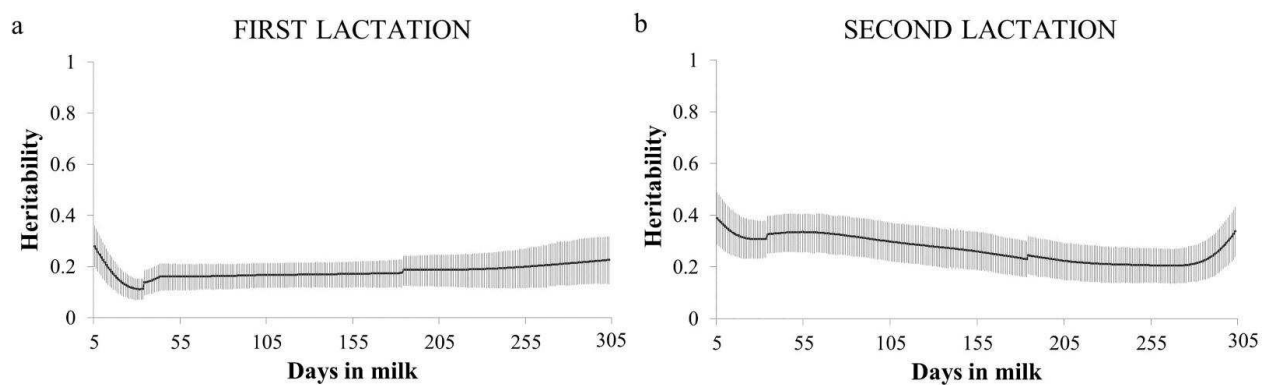 a
FIRST LACTATION
1
0.8
0.6
0.4
0.2
0
Heritability
5 55 105 155 205 255 305
Days in milk
b
SECOND LACTATION
1
0.8
0.6
0.4
0.2
0
Heritability
5 55 105 155 205 255 305
Days in milk